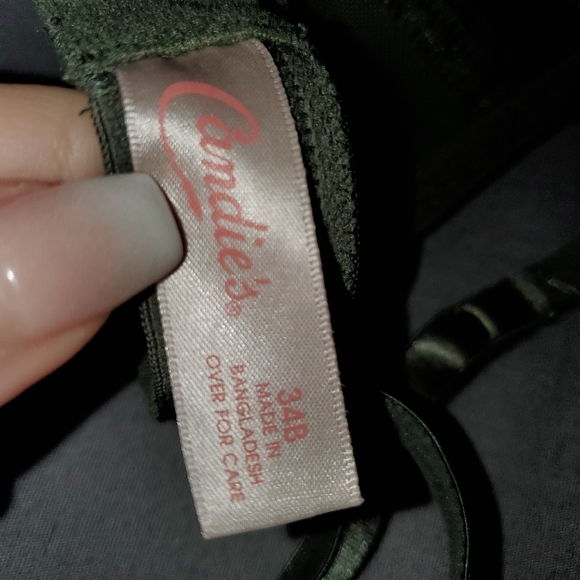 Candie's®
34B
MADE IN
BANGLADESH
OVER FOR CARE